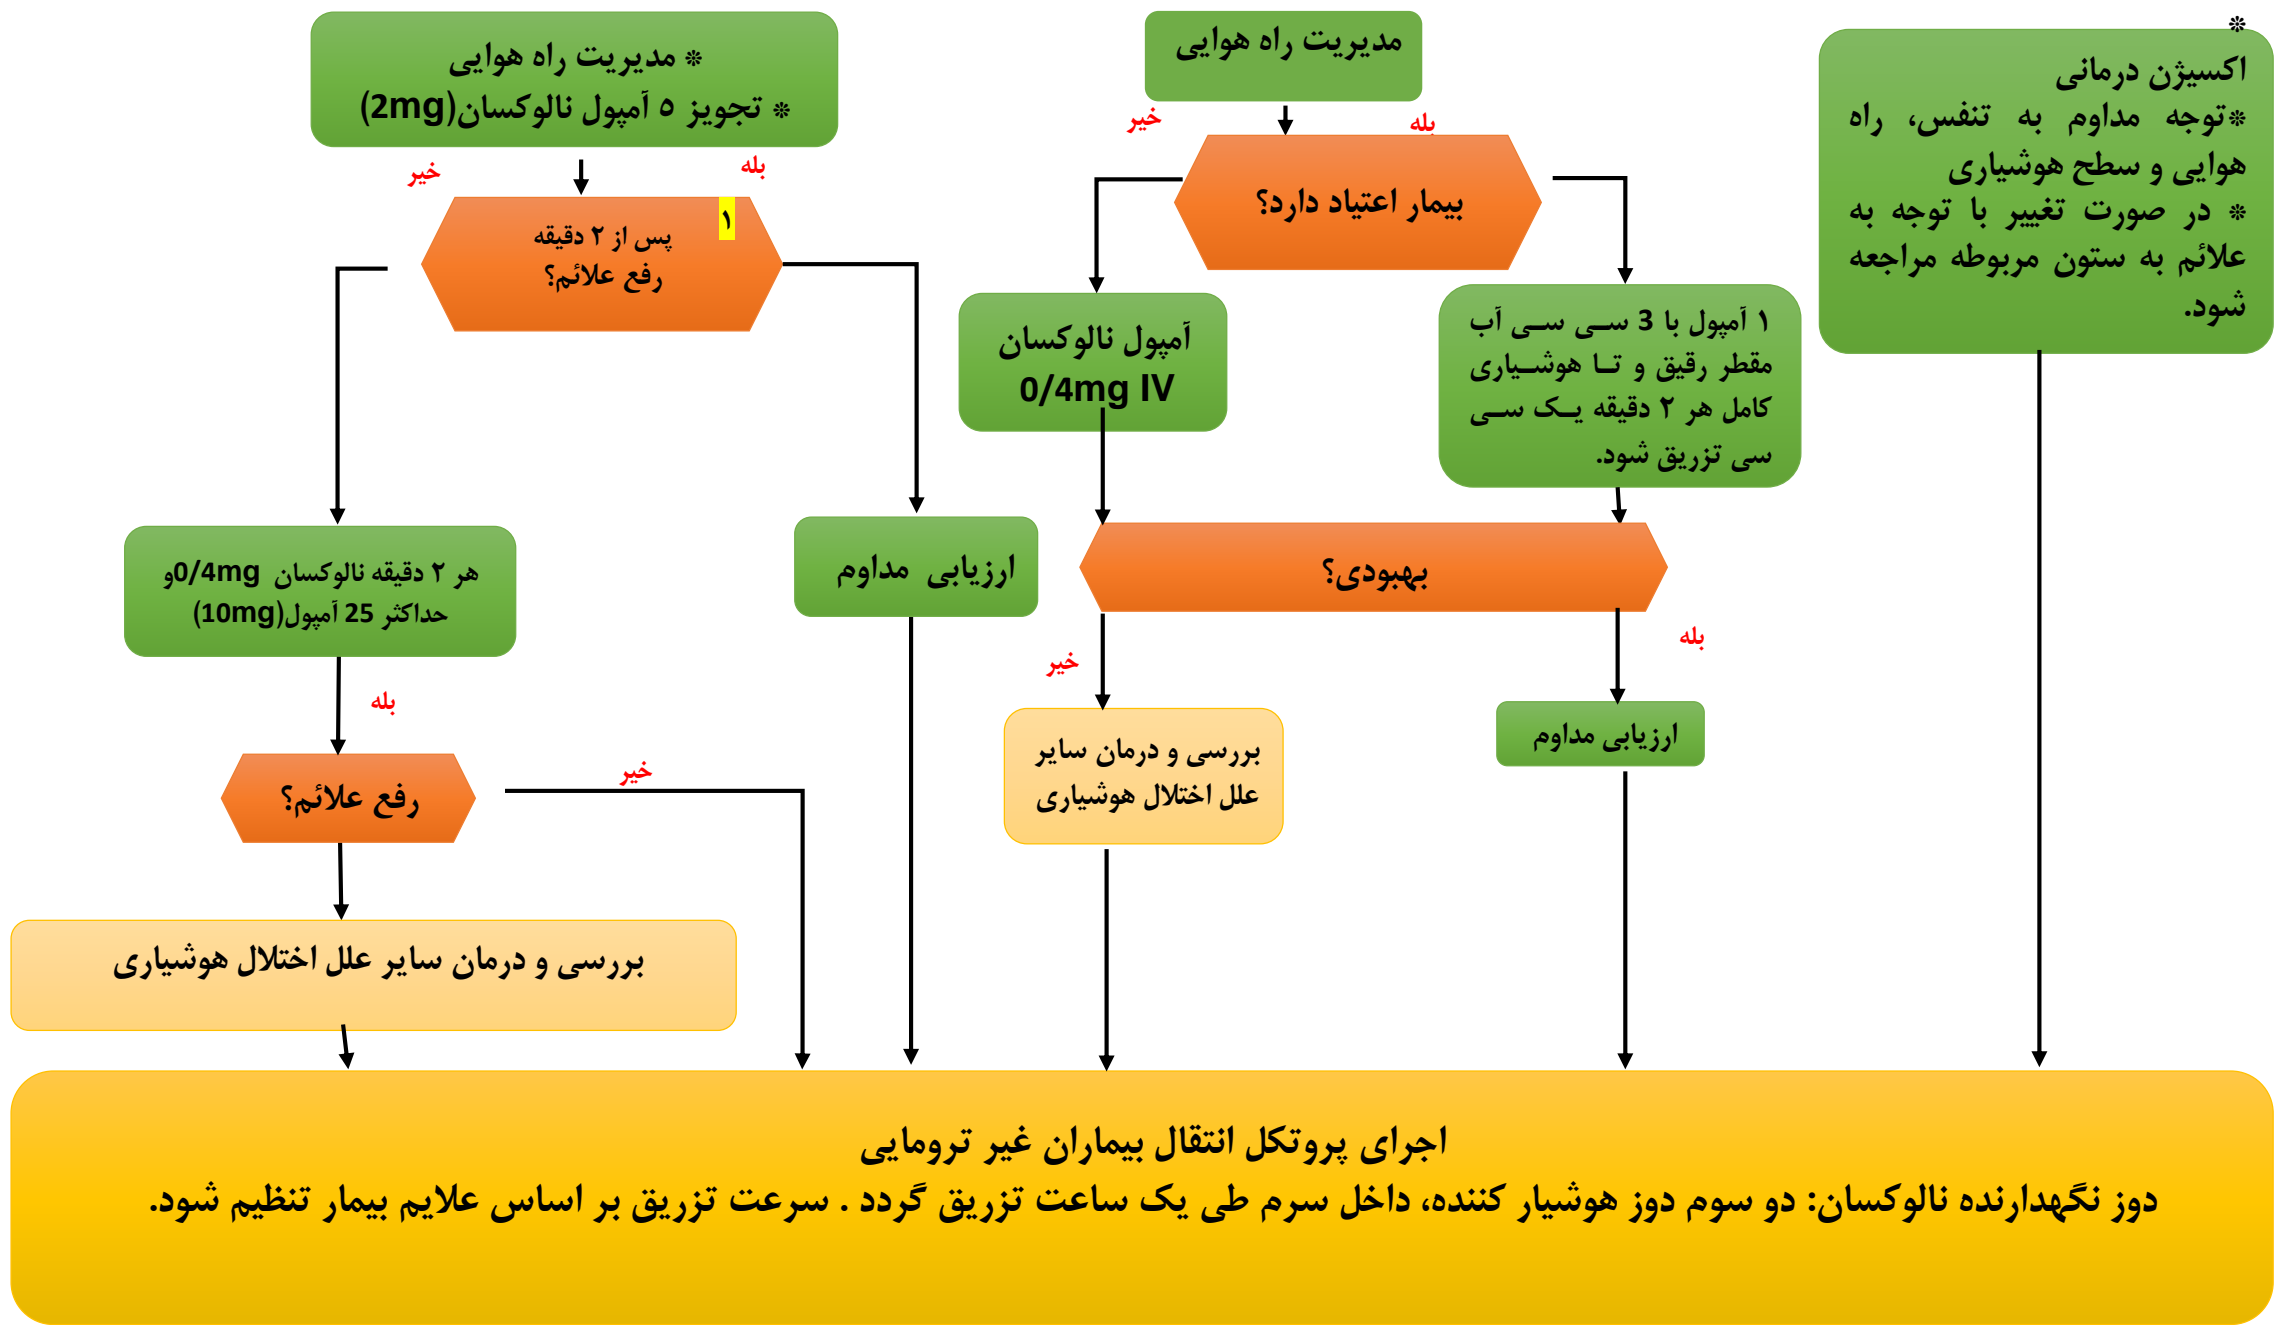 *
اکسیژن درمانی
*توجه مداوم به تنفس، راه
هوایی و سطح هوشیاری
* در صورت تغییر با توجه به
علائم به ستون مربوطه مراجعه
شود.
مدیریت راه هوایی
بله
خیر
بیمار اعتیاد دارد؟
۱ آمپول با 3 سی سی آب
مقطر رقیق و تا هوشیاری
کامل هر ۲ دقیقه یک سی
سی تزریق شود.
آمپول نالوکسان
0/4mg IV
بهبودی؟
بله
خیر
ارزیابی مداوم
بررسی و درمان سایر
علل اختلال هوشیاری
* مدیریت راه هوایی
* تجویز ۵ آمپول نالوکسان(2mg)
بله
خیر
۱
پس از ۲ دقیقه
رفع علائم؟
ارزیابی مداوم
هر ۲ دقیقه نالوکسان 0/4mgو
حداکثر 25 آمپول(10mg)
بله
خیر
رفع علائم؟
بررسی و درمان سایر علل اختلال هوشیاری
اجرای پروتکل انتقال بیماران غیر ترومایی
دوز نگهدارنده نالوکسان: دو سوم دوز هوشیار کننده، داخل سرم طی یک ساعت تزریق گردد . سرعت تزریق بر اساس علایم بیمار تنظیم شود.